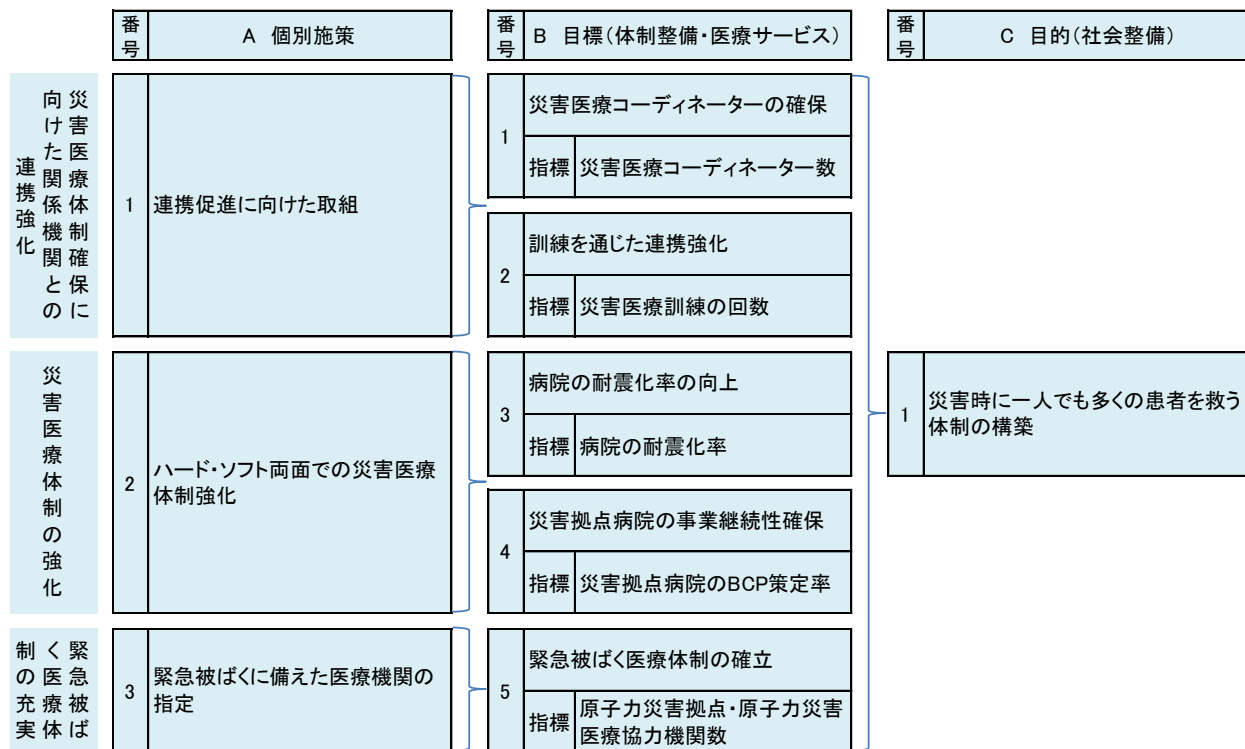 番号
A 個別施策
番号
B 目標(体制整備・医療サービス)
番号
C 目的(社会整備)
災害医療体制確保に
向けた関係機関との
連携強化
1
連携促進に向けた取組
1
災害医療コーディネーターの確保
指標
災害医療コーディネーター数
2
訓練を通じた連携強化
指標
災害医療訓練の回数
災害医療体制の強化
2
ハード・ソフト両面での災害医療
体制強化
3
病院の耐震化率の向上
指標
病院の耐震化率
4
災害拠点病院の事業継続性確保
指標
災害拠点病院のBCP策定率
1
災害時に一人でも多くの患者を救う
体制の構築
緊急被ば
く医療体
制の充実
3
緊急被ばくに備えた医療機関の
指定
5
緊急被ばく医療体制の確立
指標
原子力災害拠点・原子力災害
医療協力機関数